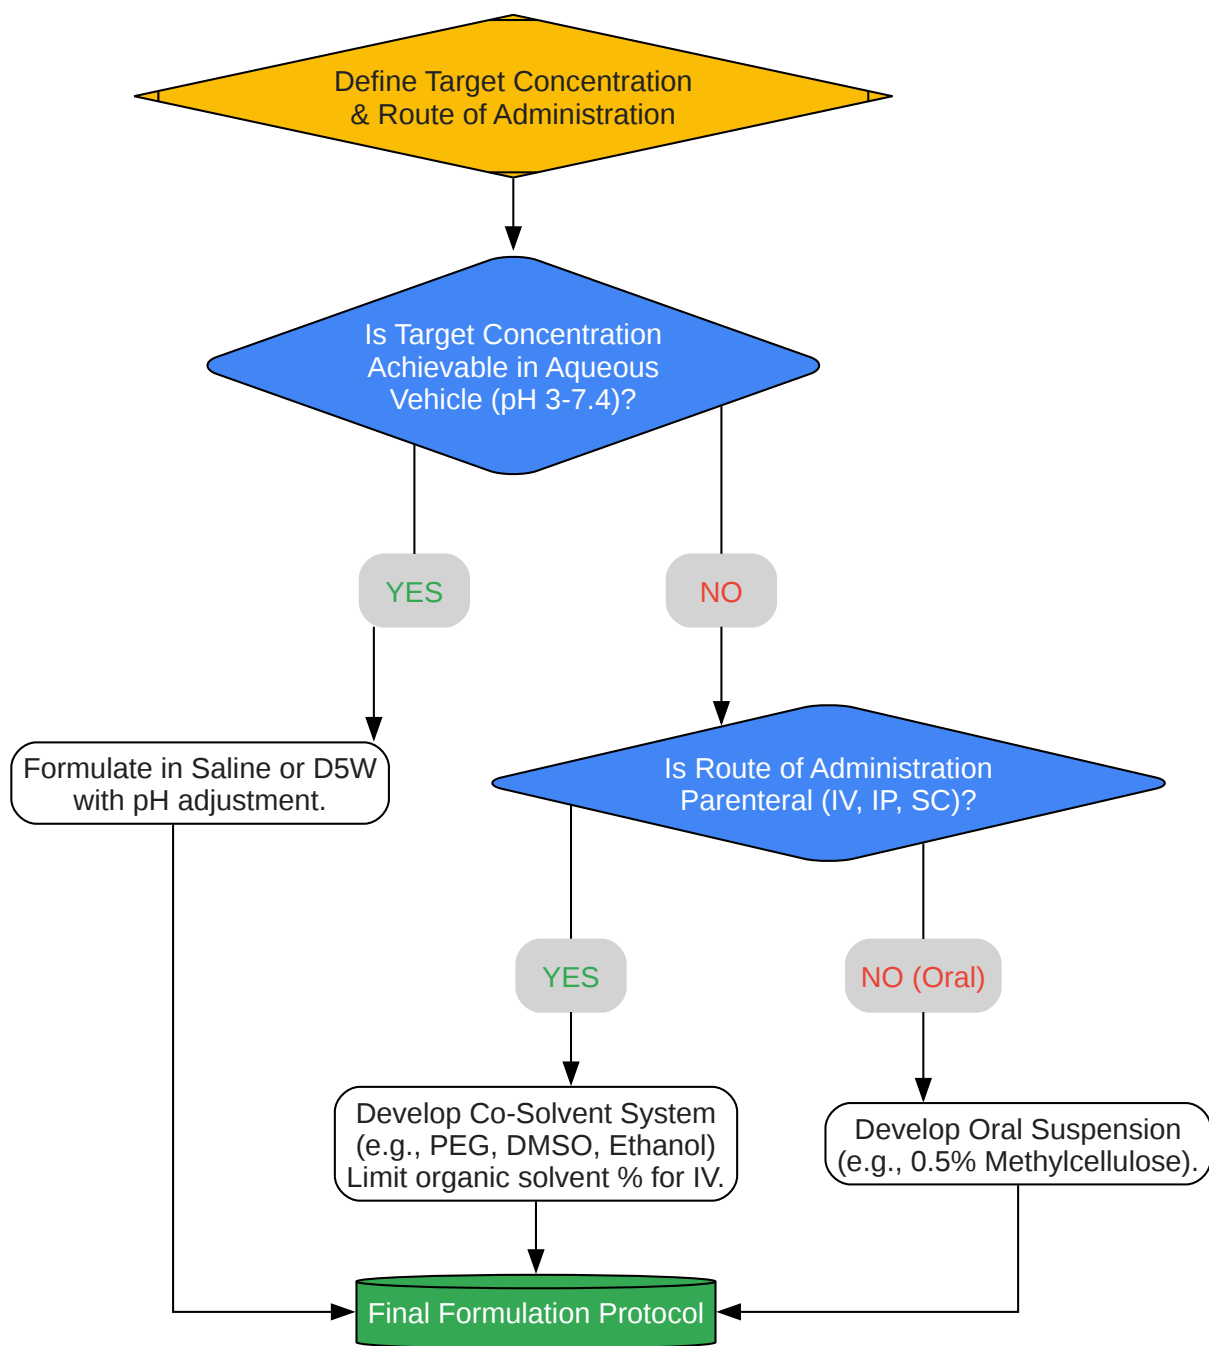 Define Target Concentration
& Route of Administration
Is Target Concentration
Achievable in Aqueous
Vehicle (pH 3-7.4)?
YES
NO
Formulate in Saline or D5W
with pH adjustment.
Is Route of Administration
Parenteral (IV, IP, SC)?
YES
NO (Oral)
Develop Co-Solvent System
(e.g., PEG, DMSO, Ethanol)
Limit organic solvent % for IV.
Develop Oral Suspension
(e.g., 0.5% Methylcellulose).
Final Formulation Protocol